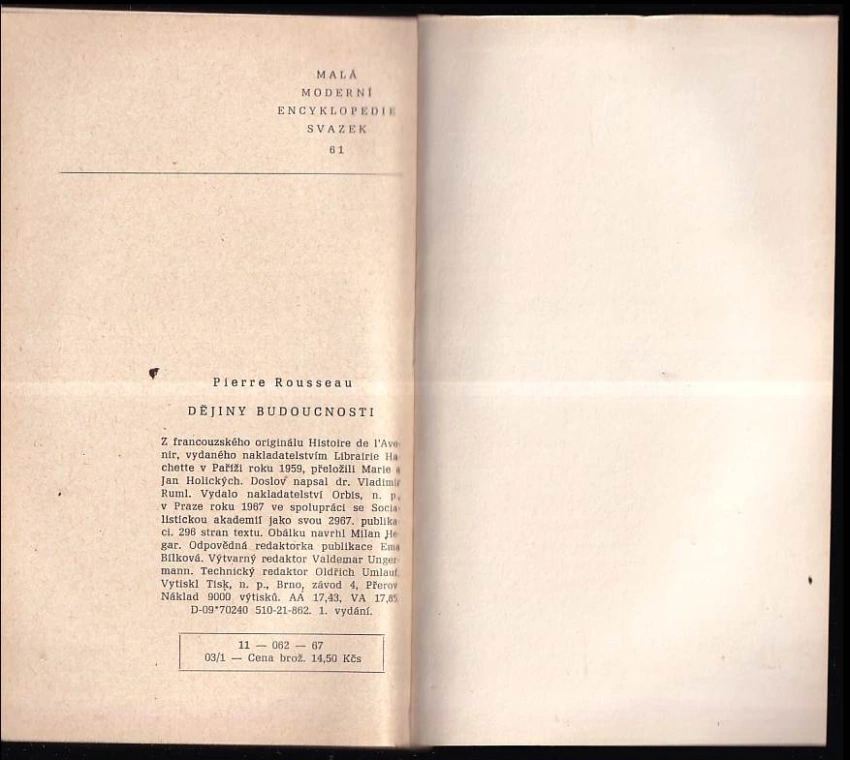 MALÁ
MODERNÍ
ENCYKLOPEDIE
SVAZEK
61
Pierre Rousseau
DĚJINY BUDOUCNOSTI
Z francouzského originálu Histoire de l'Ave-
nir, vydaného nakladatelstvím Librairie Ha-
chette v Paříži roku 1959, přeložili Marie a
Jan Holických. Doslov napsal dr. Vladimír
Ruml. Vydalo nakladatelství Orbis, n. p.,
v Praze roku 1967 ve spolupráci se Socia-
listickou akademií jako svou 2967. publika-
ci. 296 stran textu. Obálku navrhl Milan He-
gar. Odpovědná redaktorka publikace Ema
Bílková. Výtvarný redaktor Valdemar Unger-
mann. Technický redaktor Oldřich Umlauf.
Vytiskl Tisk, n. p., Brno, závod 4, Přerov
Náklad 9000 výtisků. AA 17,43, VA 17,85
D-09*70240 510-21-862. 1. vydání.
11 — 062 — 67
03/1 — Cena brož. 14,50 Kčs